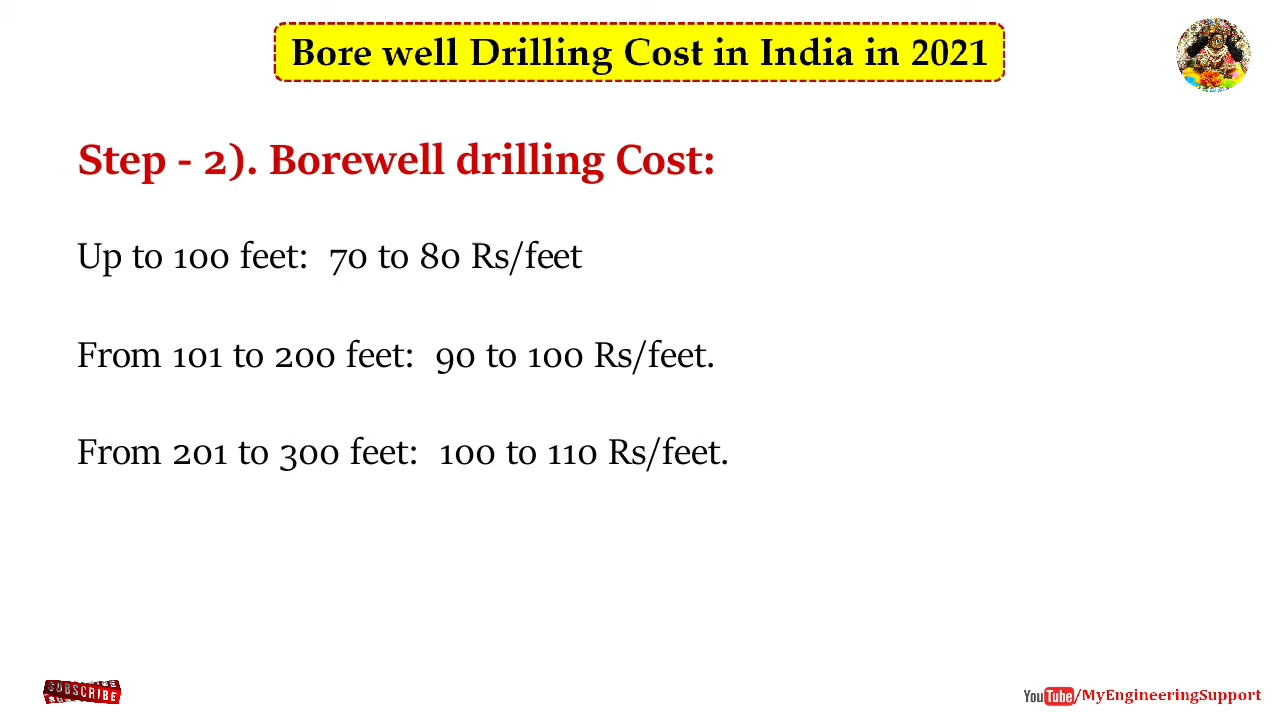 Bore well Drilling Cost in India in 2021
Step - 2). Borewell drilling Cost:
Up to 100 feet: 70 to 80 Rs/feet
From 101 to 200 feet: 90 to 100 Rs/feet.
From 201 to 300 feet: 100 to 110 Rs/feet.
SUBSCRIBE
YouTube/MyEngineeringSupport